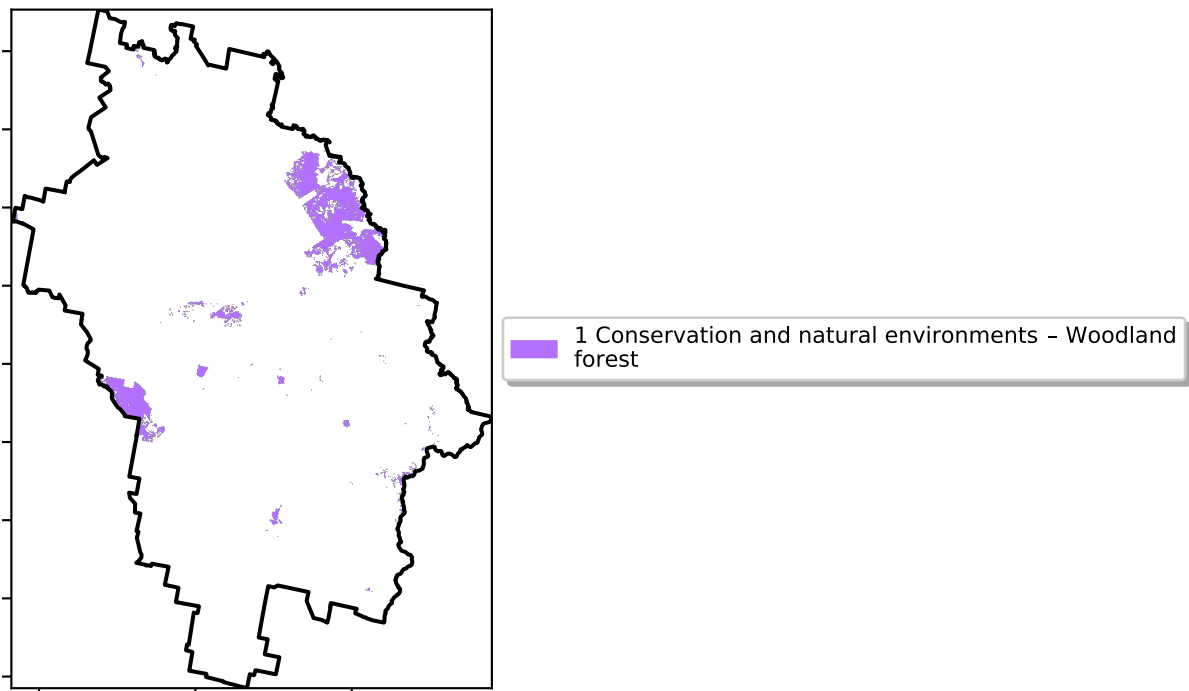 1 Conservation and natural environments – Woodland
forest